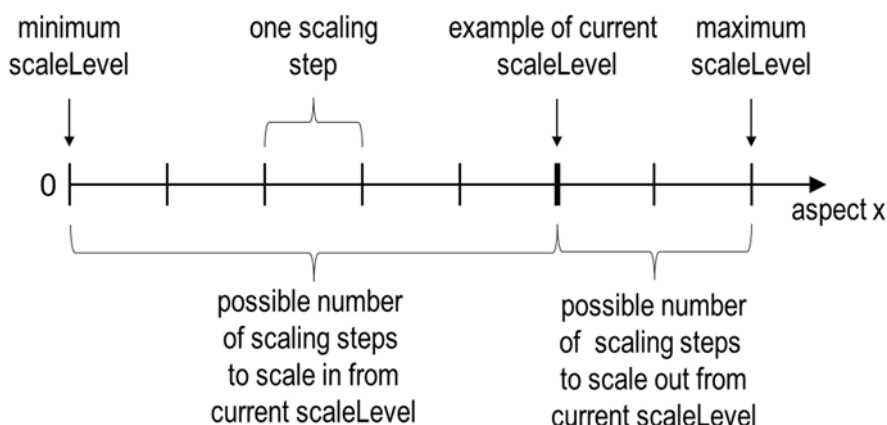 minimum
scaleLevel
one scaling
step
example of current
scaleLevel
maximum
scaleLevel
0
aspect x
possible number
of scaling steps
to scale in from
current scaleLevel
possible number
of scaling steps
to scale out from
current scaleLevel